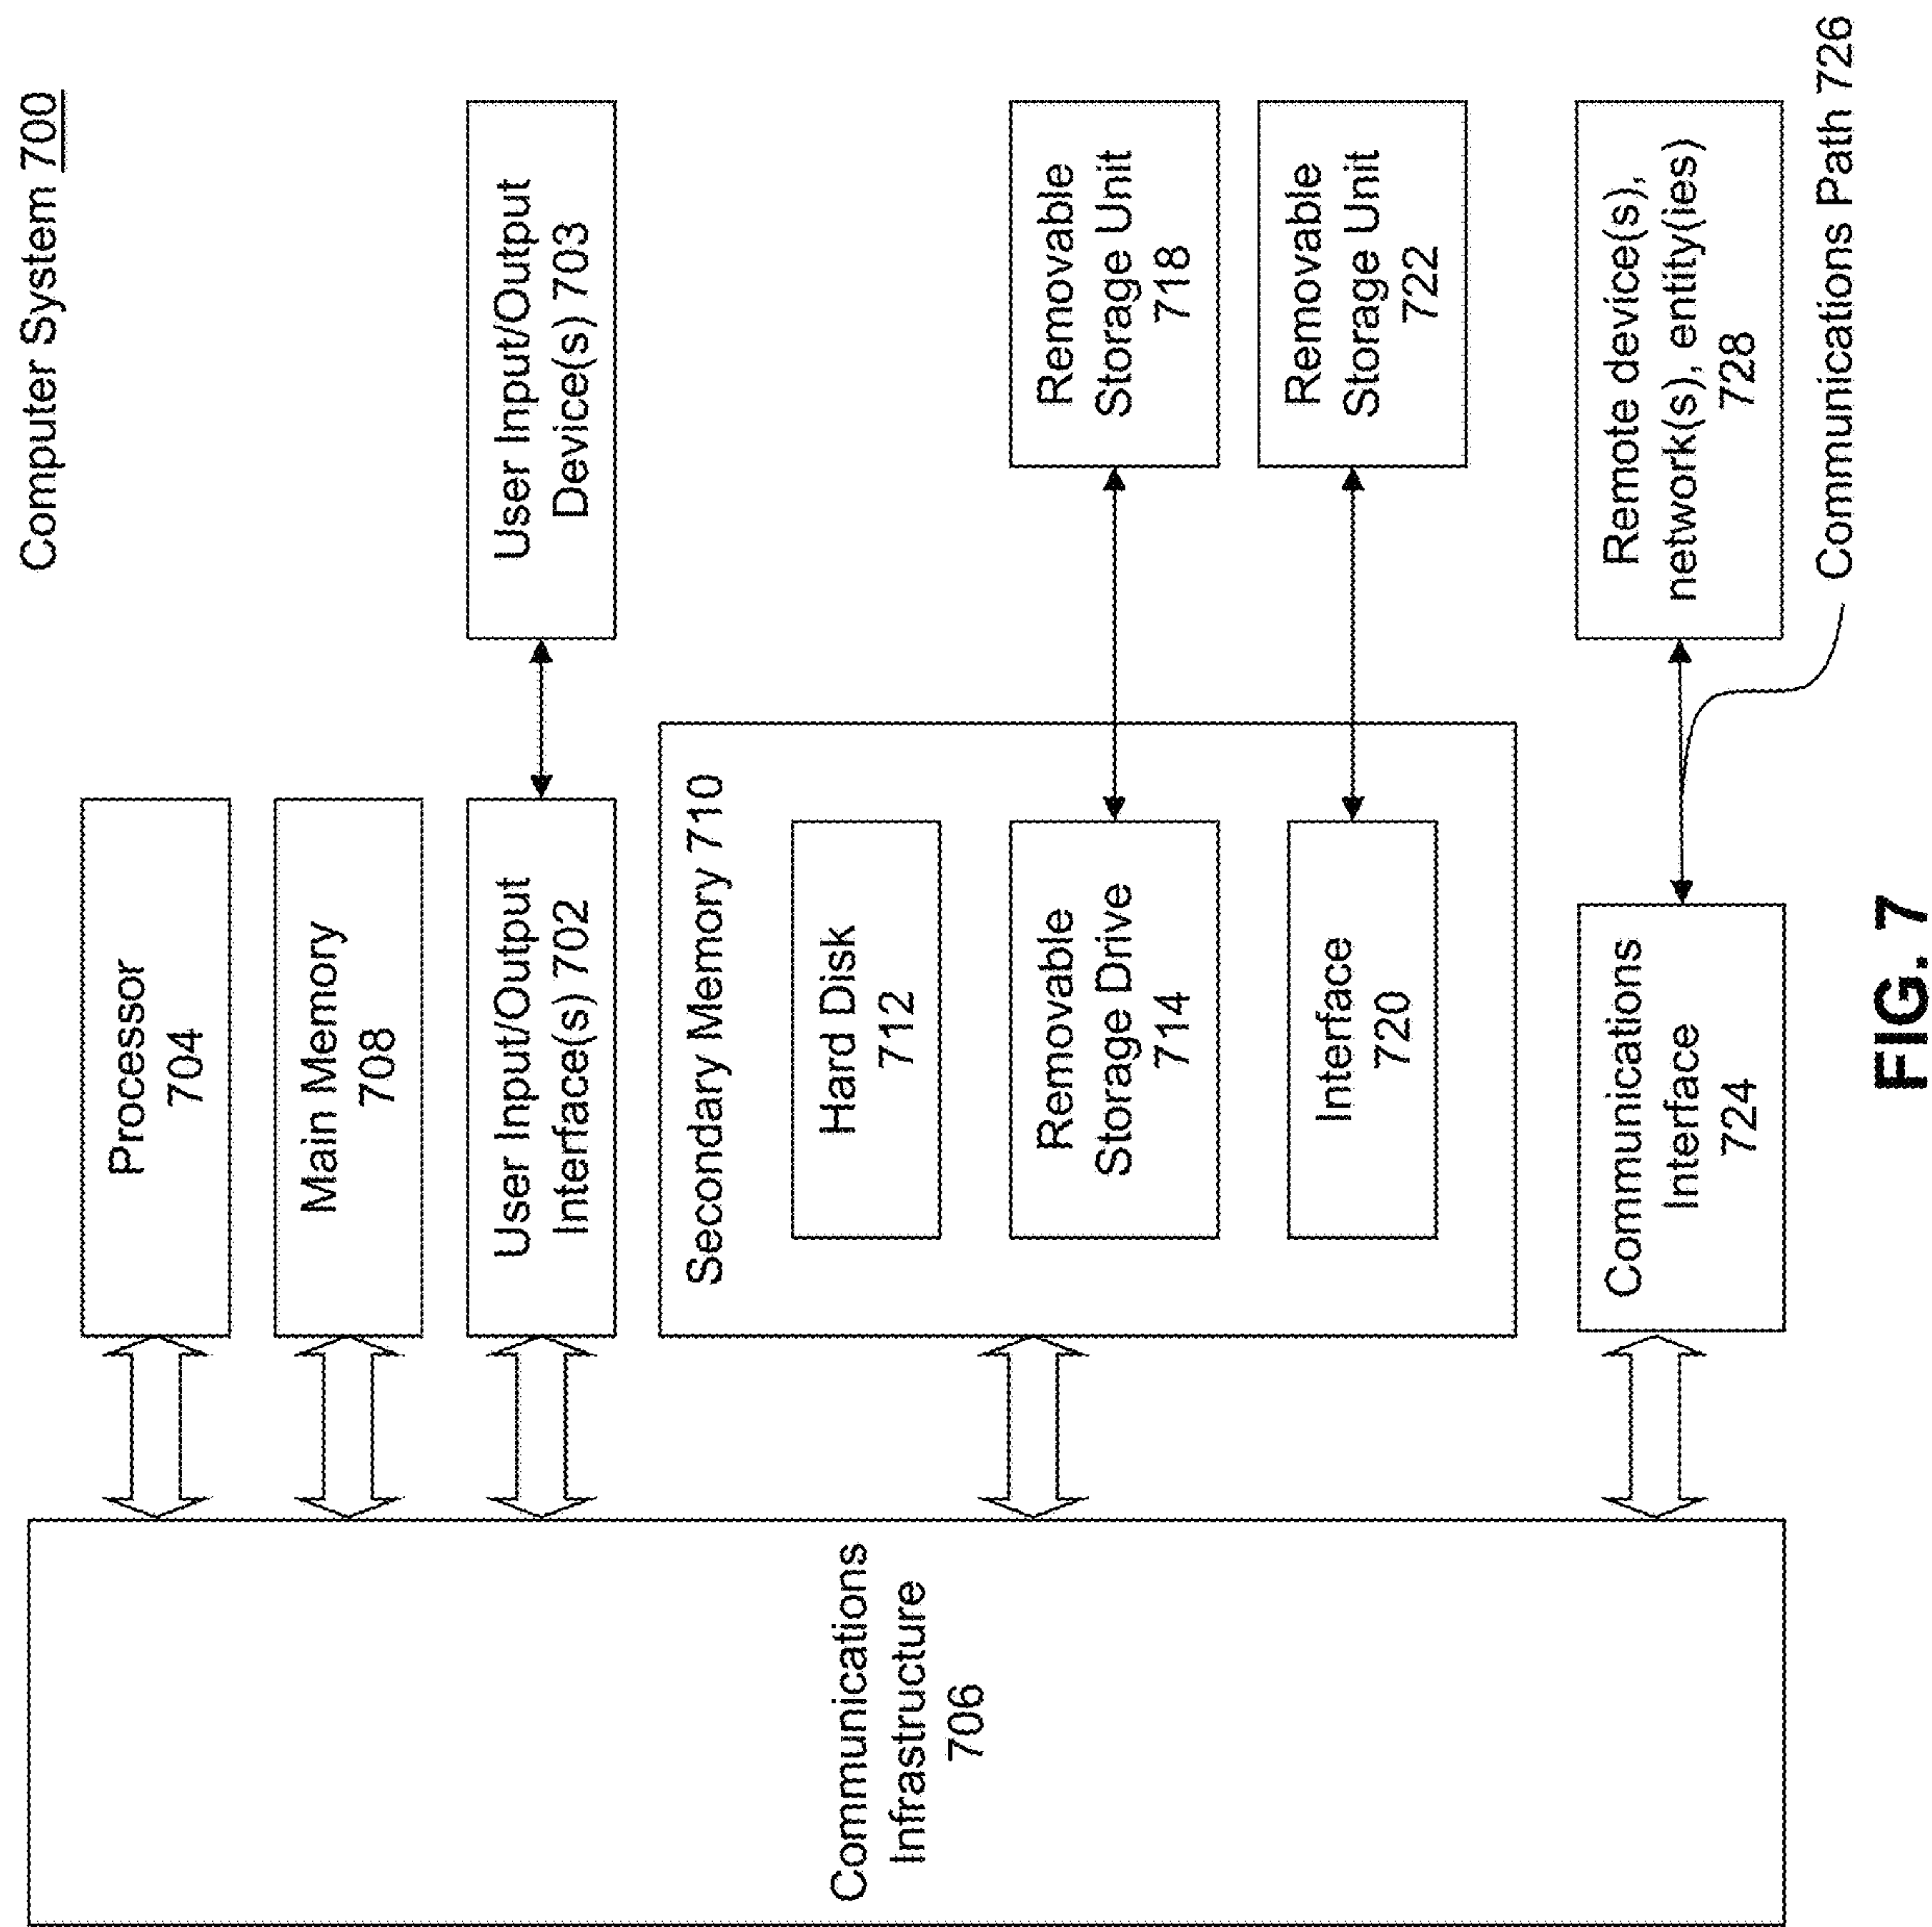 Computer System 700
Processor
704
Main Memory
708
User Input/Output
Interface(s) 702
User Input/Output
Device(s) 703
Secondary Memory 710
Hard Disk
712
Removable
Storage Drive
714
Removable
Storage Unit
718
Interface
720
Removable
Storage Unit
722
Communications
Infrastructure
706
Communications
Interface
724
Remote device(s),
network(s), entity(ies)
728
Communications Path 726
FIG. 7